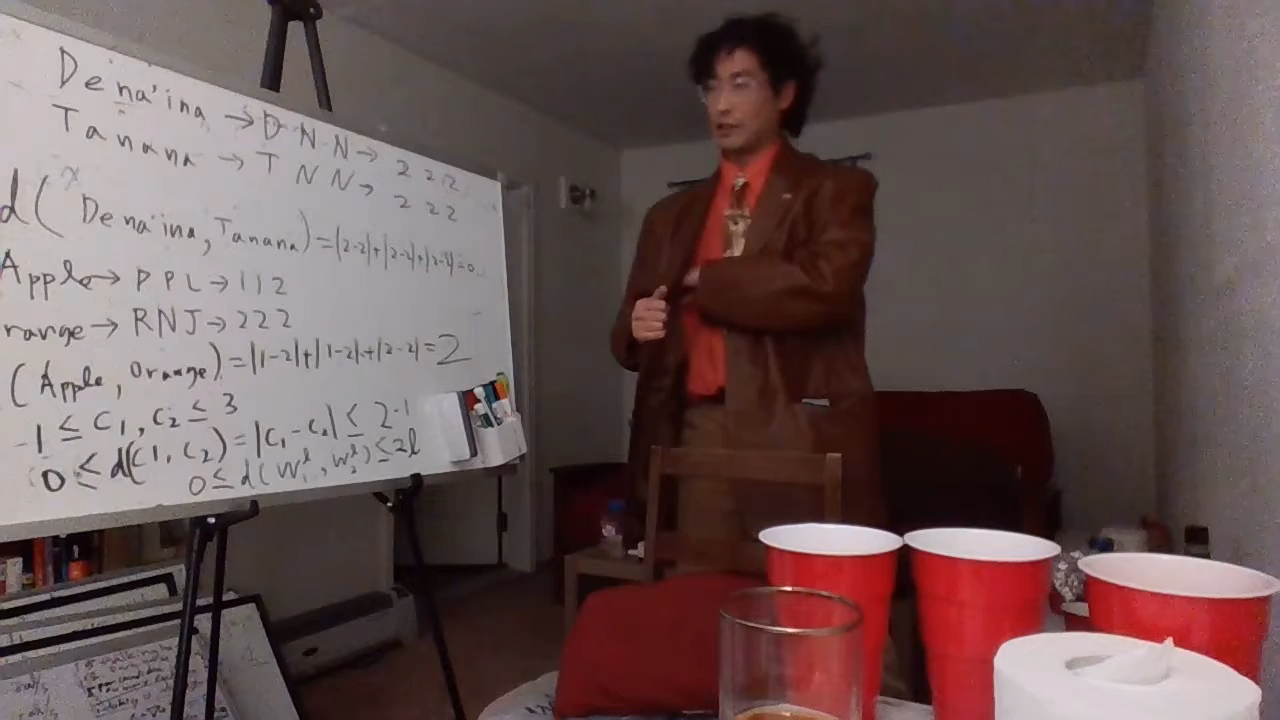 Dena'ina → D N N → 2 2 2
Tanana → T N N → 2 2 2
d(Dena'ina, Tanana) = |2-2|+|2-2|+|2-2|=0
Apple → P P L → 1 1 2
range → R N J → 2 2 2
(Apple, Orange) = |1-2|+|1-2|+|2-2| = 2
1 ≤ C1, C2 ≤ 3
0 ≤ d(C1, C2) = |C1 - C2| ≤ 2
0 ≤ d(W1^l, W2^l) ≤ 2l